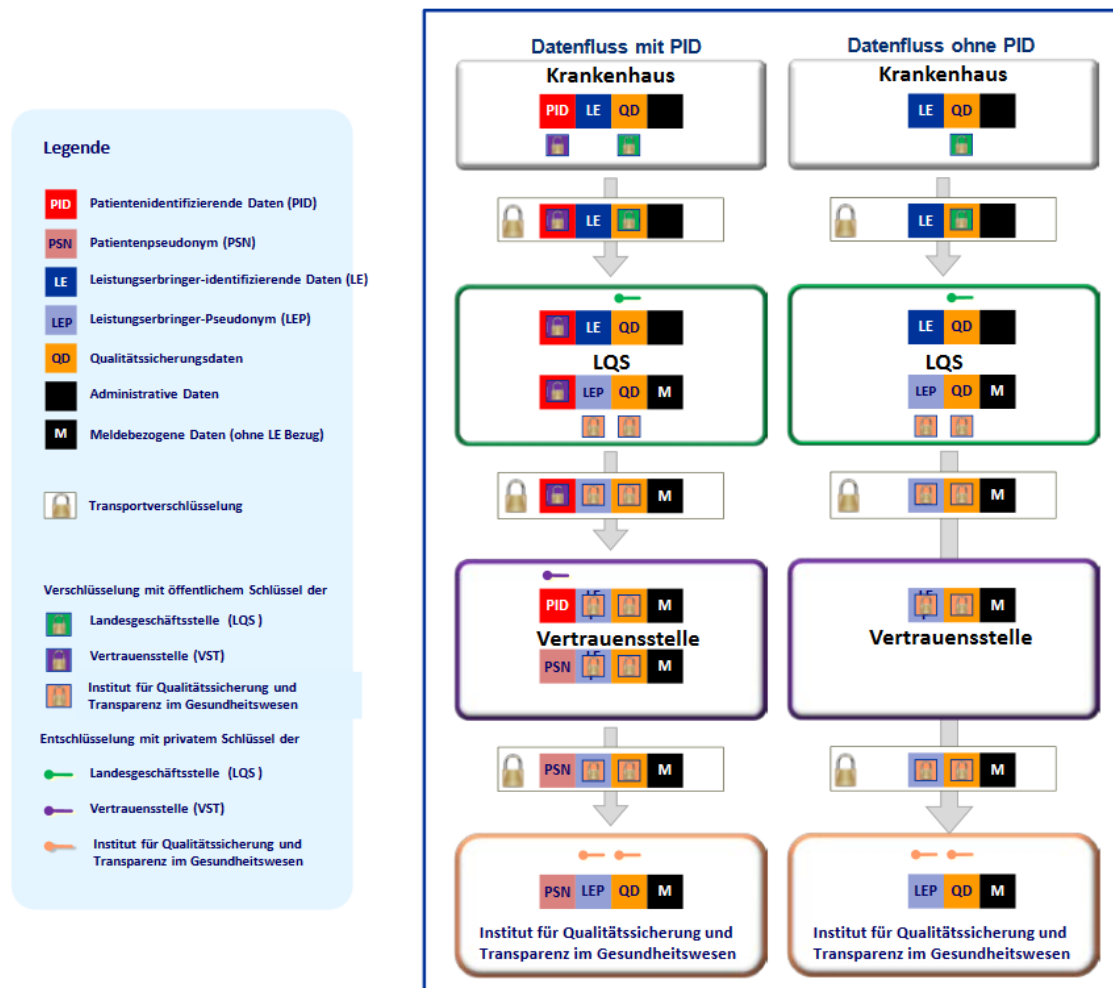 Legende
PID Patientenidentifizierende Daten (PID)
PSN Patientenpseudonym (PSN)
LE Leistungserbringer-identifizierende Daten (LE)
LEP Leistungserbringer-Pseudonym (LEP)
QD Qualitätssicherungsdaten
Administrative Daten
M Meldebezogene Daten (ohne LE Bezug)
Transportverschlüsselung
Verschlüsselung mit öffentlichem Schlüssel der
Landesgeschäftsstelle (LQS )
Vertrauensstelle (VST)
Institut für Qualitätssicherung und
Transparenz im Gesundheitswesen
Entschlüsselung mit privatem Schlüssel der
Landesgeschäftsstelle (LQS )
Vertrauensstelle (VST)
Institut für Qualitätssicherung und
Transparenz im Gesundheitswesen
Datenfluss mit PID
Krankenhaus
PID LE QD
LE
LE QD
LQS
LEP QD M
M
PID M
Vertrauensstelle
PSN M
PSN M
PSN LEP QD M
Institut für Qualitätssicherung und
Transparenz im Gesundheitswesen
Datenfluss ohne PID
Krankenhaus
LE QD
LE
LE QD
LQS
LEP QD M
M
M
Vertrauensstelle
M
LEP QD M
Institut für Qualitätssicherung und
Transparenz im Gesundheitswesen